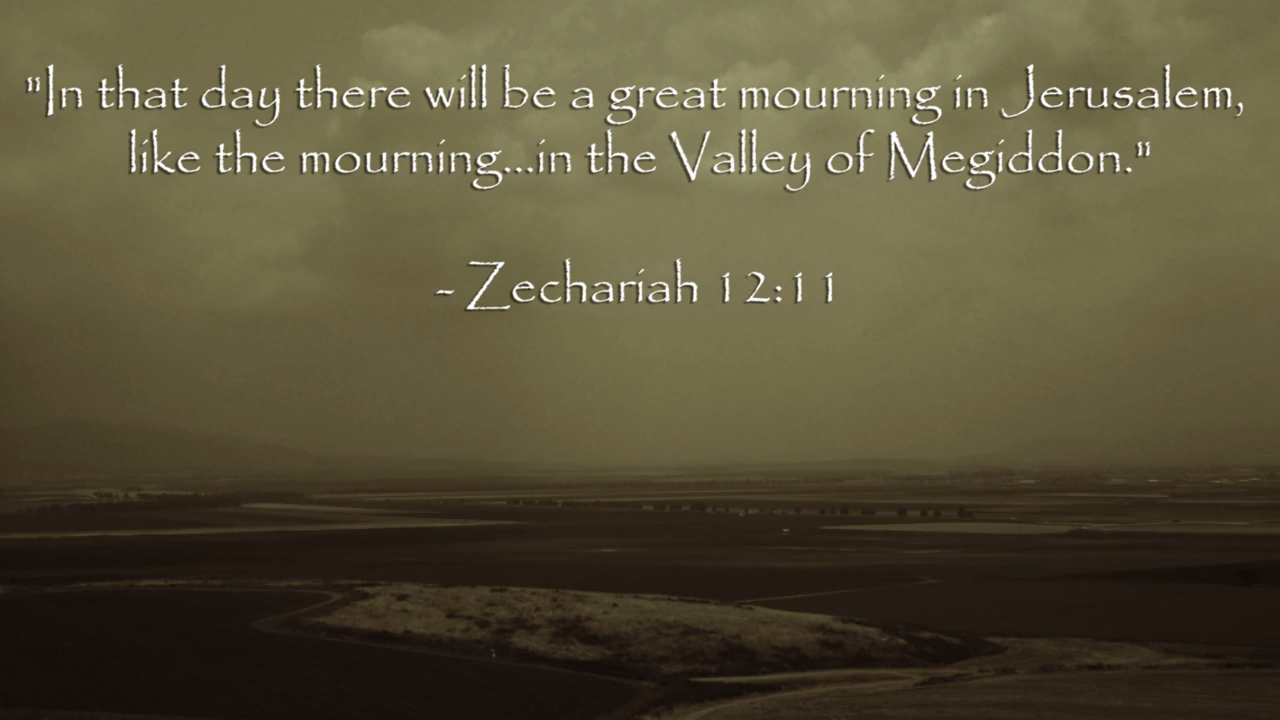 "In that day there will be a great mourning in Jerusalem,
like the mourning...in the Valley of Megiddon."
- Zechariah 12:11